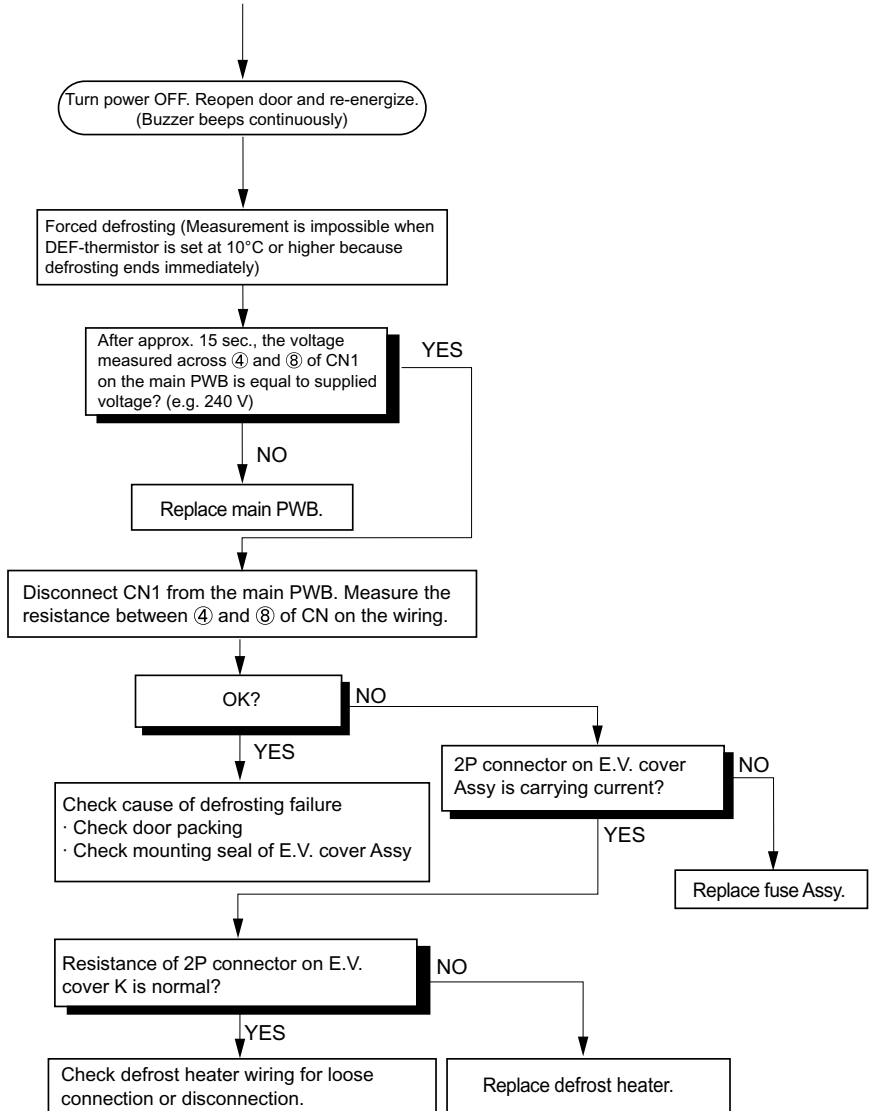 Turn power OFF. Reopen door and re-energize.
(Buzzer beeps continuously)
Forced defrosting (Measurement is impossible when
DEF-thermistor is set at 10°C or higher because
defrosting ends immediately)
After approx. 15 sec., the voltage
measured across ④ and ⑧ of CN1
on the main PWB is equal to supplied
voltage? (e.g. 240 V)
YES
NO
Replace main PWB.
Disconnect CN1 from the main PWB. Measure the
resistance between ④ and ⑧ of CN on the wiring.
OK?
NO
YES
2P connector on E.V. cover
Assy is carrying current?
NO
YES
Check cause of defrosting failure
· Check door packing
· Check mounting seal of E.V. cover Assy
Replace fuse Assy.
Resistance of 2P connector on E.V.
cover K is normal?
NO
YES
Check defrost heater wiring for loose
connection or disconnection.
Replace defrost heater.